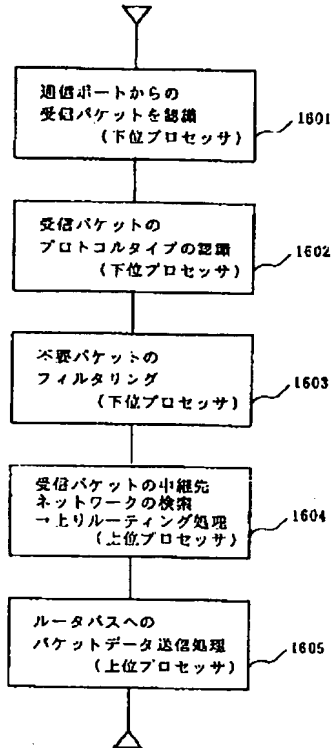 通信ポートからの
受信パケットを認識
(下位プロセッサ)
1601
受信パケットの
プロトコルタイプの認識
(下位プロセッサ)
1602
不要パケットの
フィルタリング
(下位プロセッサ)
1603
受信パケットの中継先
ネットワークの検索
→上りルーティング処理
(上位プロセッサ)
1604
ルータバスへの
パケットデータ送信処理
(上位プロセッサ)
1605